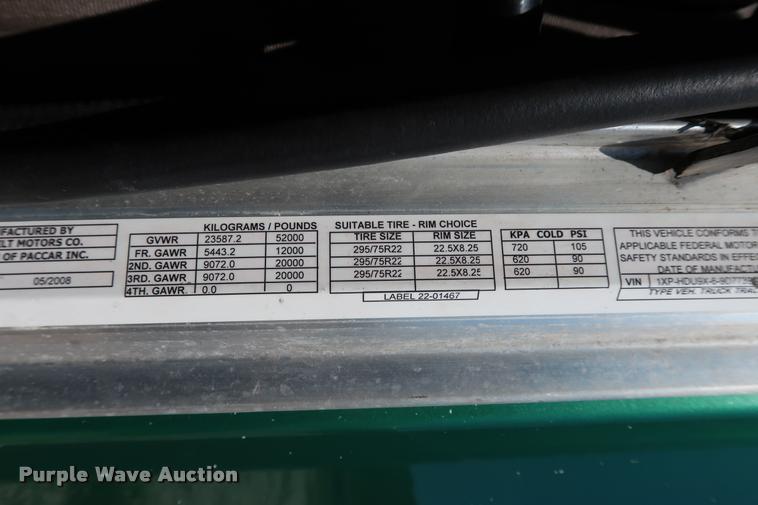 MANUFACTURED BY
MOTORS CO.
OF PACCAR INC.
05/2008
KILOGRAMS / POUNDS
GVWR 23587.2 52000
FR. GAWR 5443.2 12000
2ND. GAWR 9072.0 20000
3RD. GAWR 9072.0 20000
4TH. GAWR. 0.0 0
SUITABLE TIRE - RIM CHOICE
TIRE SIZE RIM SIZE
295/75R22 22.5X8.25
295/75R22 22.5X8.25
295/75R22 22.5X8.25
LABEL 22-01467
KPA COLD PSI
720 105
620 90
620 90
THIS VEHICLE CONFORMS
APPLICABLE FEDERAL MOTOR
SAFETY STANDARDS IN EFFECT
DATE OF MANUFACTU
VIN
TYPE VEH. TRUCK
Purple Wave Auction